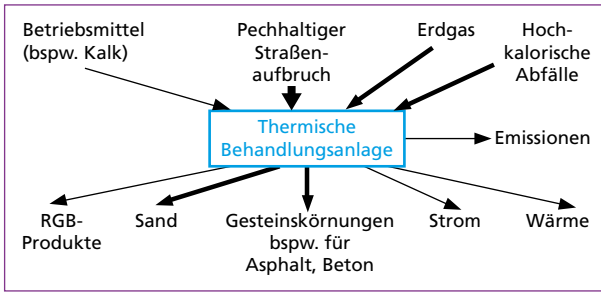 Betriebsmittel
(bspw. Kalk)
Pechhaltiger
Straßen-
aufbruch
Erdgas
Hoch-
kalorische
Abfälle
Thermische
Behandlungsanlage
Emissionen
RGB-
Produkte
Sand
Gesteinskörnungen
bspw. für
Asphalt, Beton
Strom
Wärme